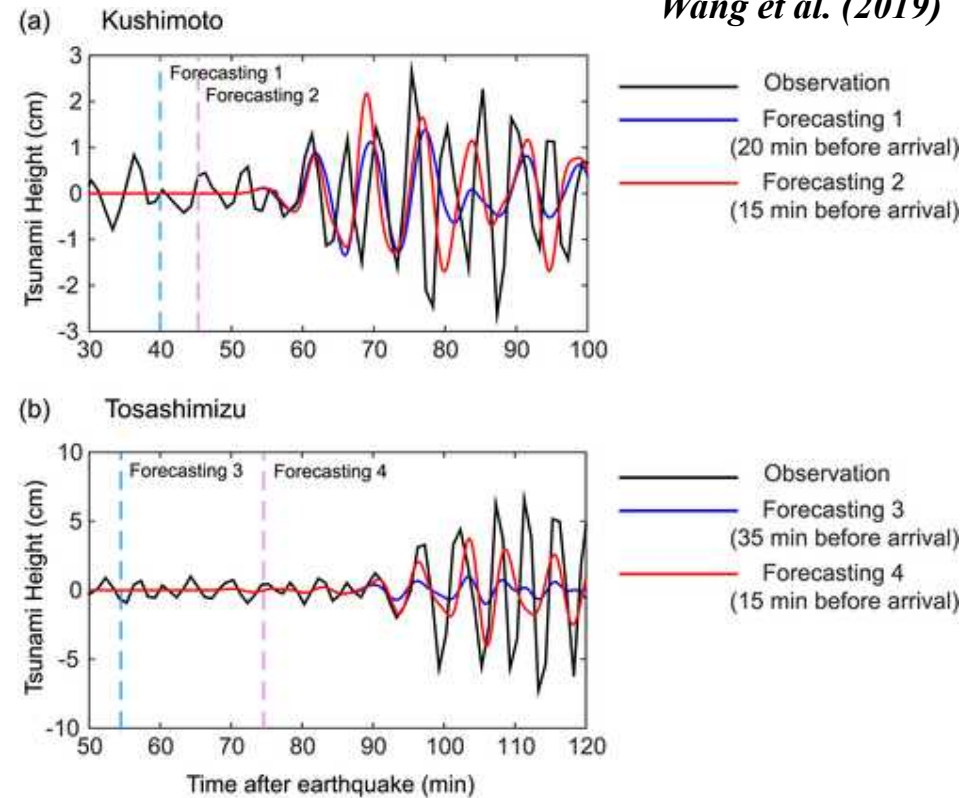 Wang et al. (2019)
(a) Kushimoto
3
2
1
0
-1
-2
-3
Tsunami Height (cm)
Forecasting 1
Forecasting 2
30 40 50 60 70 80 90 100
Observation
Forecasting 1
(20 min before arrival)
Forecasting 2
(15 min before arrival)
(b) Tosashimizu
10
5
0
-5
-10
Tsunami Height (cm)
Forecasting 3 Forecasting 4
50 60 70 80 90 100 110 120
Time after earthquake (min)
Observation
Forecasting 3
(35 min before arrival)
Forecasting 4
(15 min before arrival)